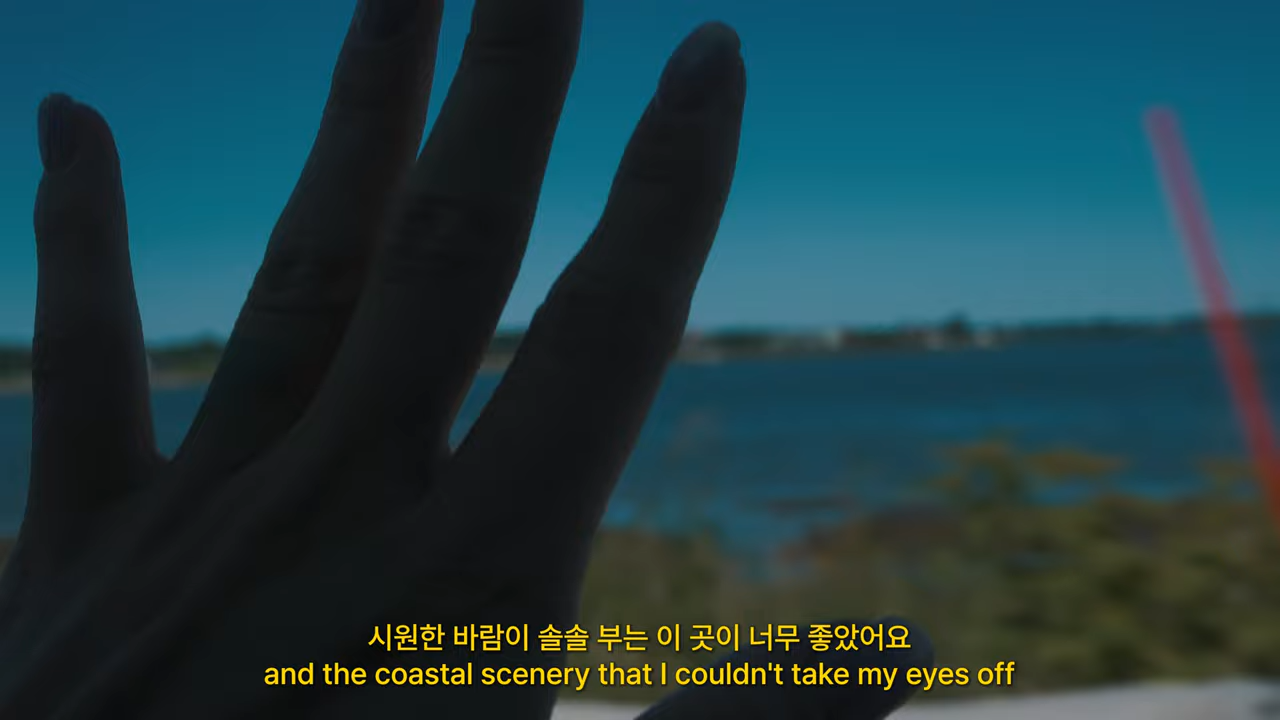 시원한 바람이 솔솔 부는 이 곳이 너무 좋았어요
and the coastal scenery that I couldn't take my eyes off